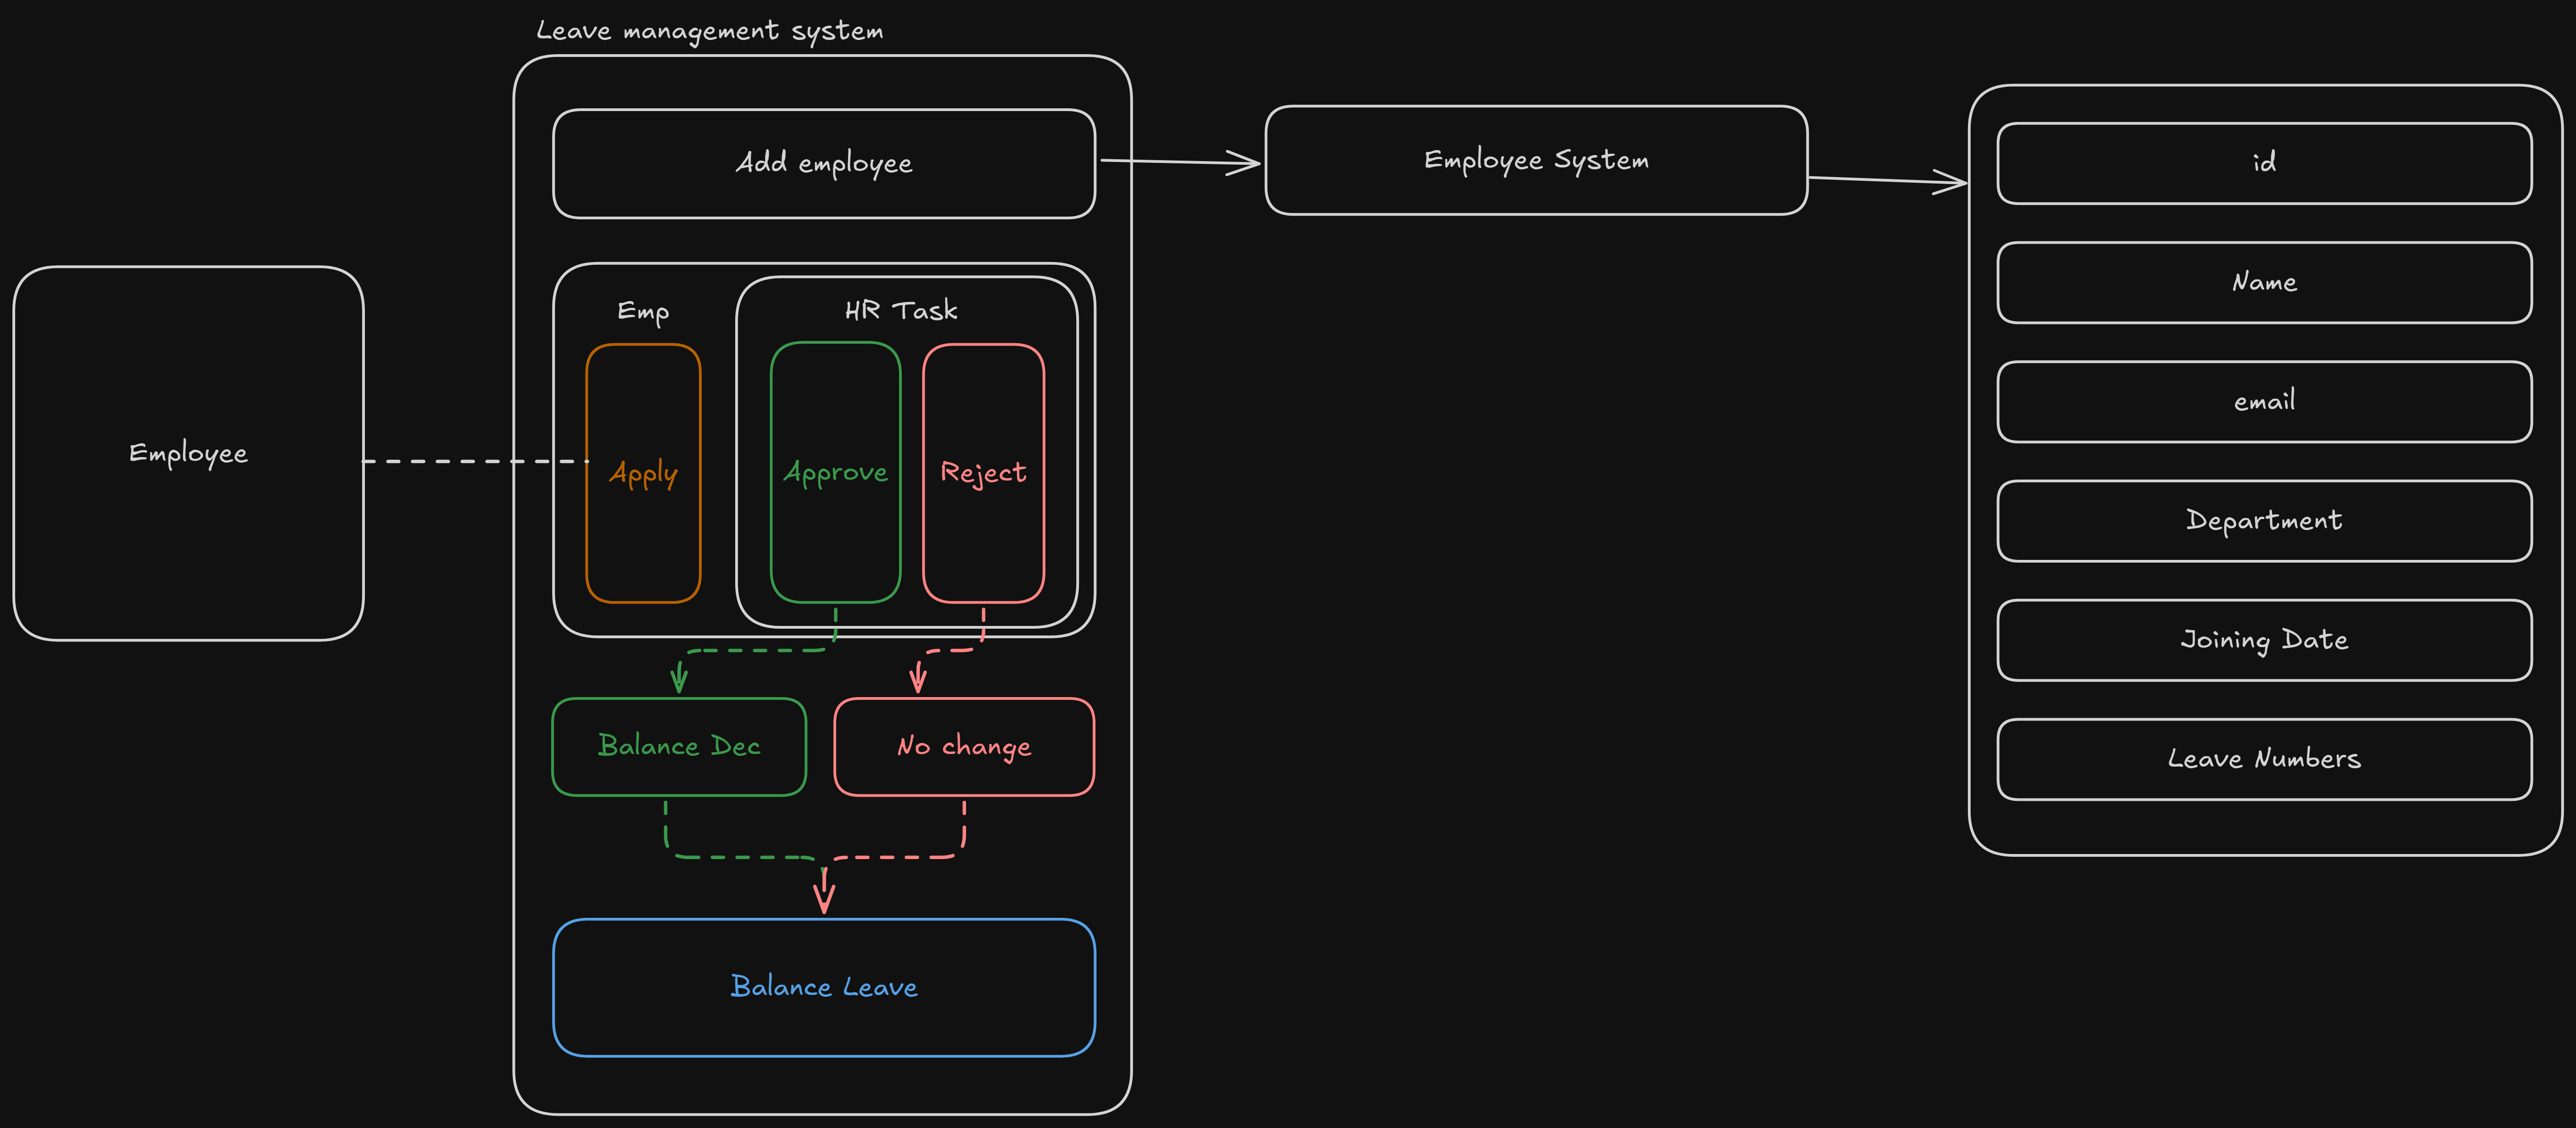 Leave management system
Add employee
Employee System
id
Name
email
Department
Joining Date
Leave Numbers
Employee
Emp
HR Task
Apply
Approve
Reject
Balance Dec
No change
Balance Leave